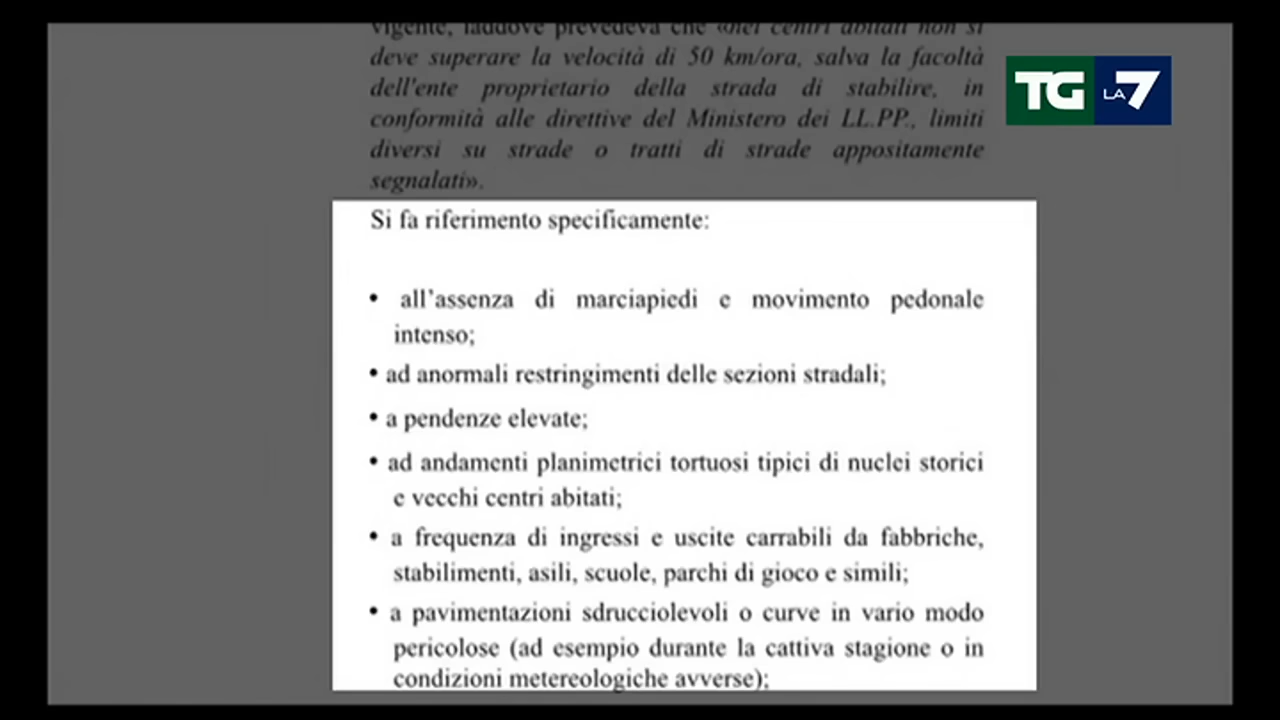 vigente, laddove prevedeva che «nei centri abitati non si
deve superare la velocità di 50 km/ora, salva la facoltà
dell'ente proprietario della strada di stabilire, in
conformità alle direttive del Ministero dei LL.PP., limiti
diversi su strade o tratti di strade appositamente
segnalati».
TG LA7
Si fa riferimento specificamente:
• all'assenza di marciapiedi e movimento pedonale
intenso;
• ad anormali restringimenti delle sezioni stradali;
• a pendenze elevate;
• ad andamenti planimetrici tortuosi tipici di nuclei storici
e vecchi centri abitati;
• a frequenza di ingressi e uscite carrabili da fabbriche,
stabilimenti, asili, scuole, parchi di gioco e simili;
• a pavimentazioni sdrucciolevoli o curve in vario modo
pericolose (ad esempio durante la cattiva stagione o in
condizioni metereologiche avverse);